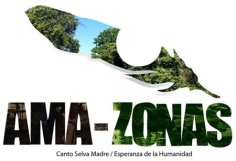 AMA-ZONAS
Canto Selva Madre / Esperanza de la Humanidad